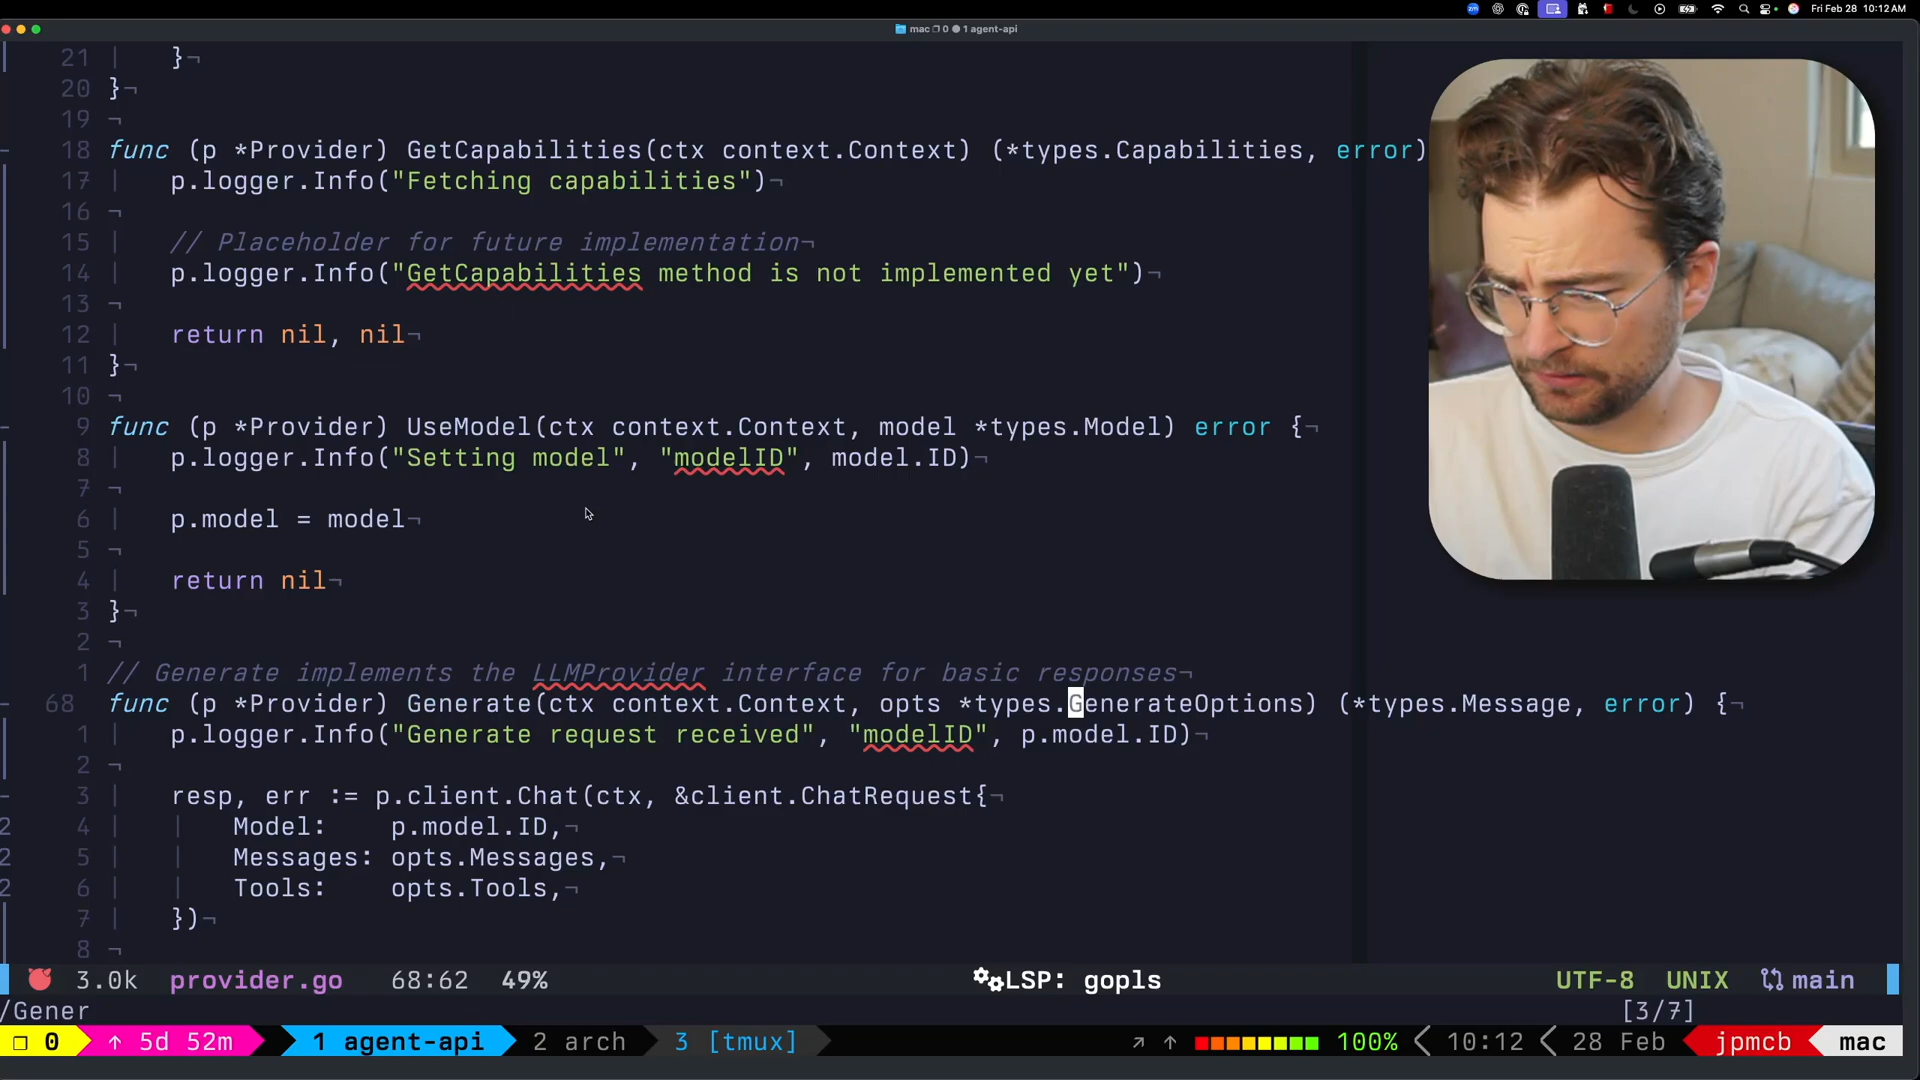 Fri Feb 28 10:12 AM
mac 0 1 agent-api
21 }¬
20 }¬
19 ¬
18 func (p *Provider) GetCapabilities(ctx context.Context) (*types.Capabilities, error)
17 p.logger.Info("Fetching capabilities")¬
16 ¬
15 // Placeholder for future implementation¬
14 p.logger.Info("GetCapabilities method is not implemented yet")¬
13 ¬
12 return nil, nil¬
11 }¬
10 ¬
9 func (p *Provider) UseModel(ctx context.Context, model *types.Model) error {¬
8 p.logger.Info("Setting model", "modelID", model.ID)¬
7 ¬
6 p.model = model¬
5 ¬
4 return nil¬
3 }¬
2 ¬
1 // Generate implements the LLMProvider interface for basic responses¬
68 func (p *Provider) Generate(ctx context.Context, opts *types.GenerateOptions) (*types.Message, error) {¬
1 p.logger.Info("Generate request received", "modelID", p.model.ID)¬
2 ¬
3 resp, err := p.client.Chat(ctx, &client.ChatRequest{¬
2 4 Model: p.model.ID,¬
2 5 Messages: opts.Messages,¬
2 6 Tools: opts.Tools,¬
7 })¬
8 ¬
3.0k provider.go 68:62 49% LSP: gopls UTF-8 UNIX main
/Gener [3/7]
0 ↑ 5d 52m 1 agent-api 2 arch 3 [tmux] ↗ ↑ 100% 10:12 28 Feb jpmcb mac